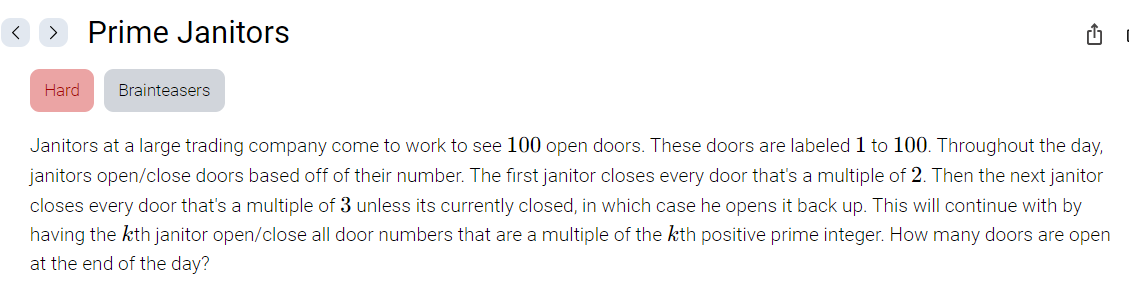 Prime Janitors
Hard
Brainteasers
Janitors at a large trading company come to work to see 100 open doors. These doors are labeled 1 to 100. Throughout the day,
janitors open/close doors based off of their number. The first janitor closes every door that's a multiple of 2. Then the next janitor
closes every door that's a multiple of 3 unless its currently closed, in which case he opens it back up. This will continue with by
having the kth janitor open/close all door numbers that are a multiple of the kth positive prime integer. How many doors are open
at the end of the day?